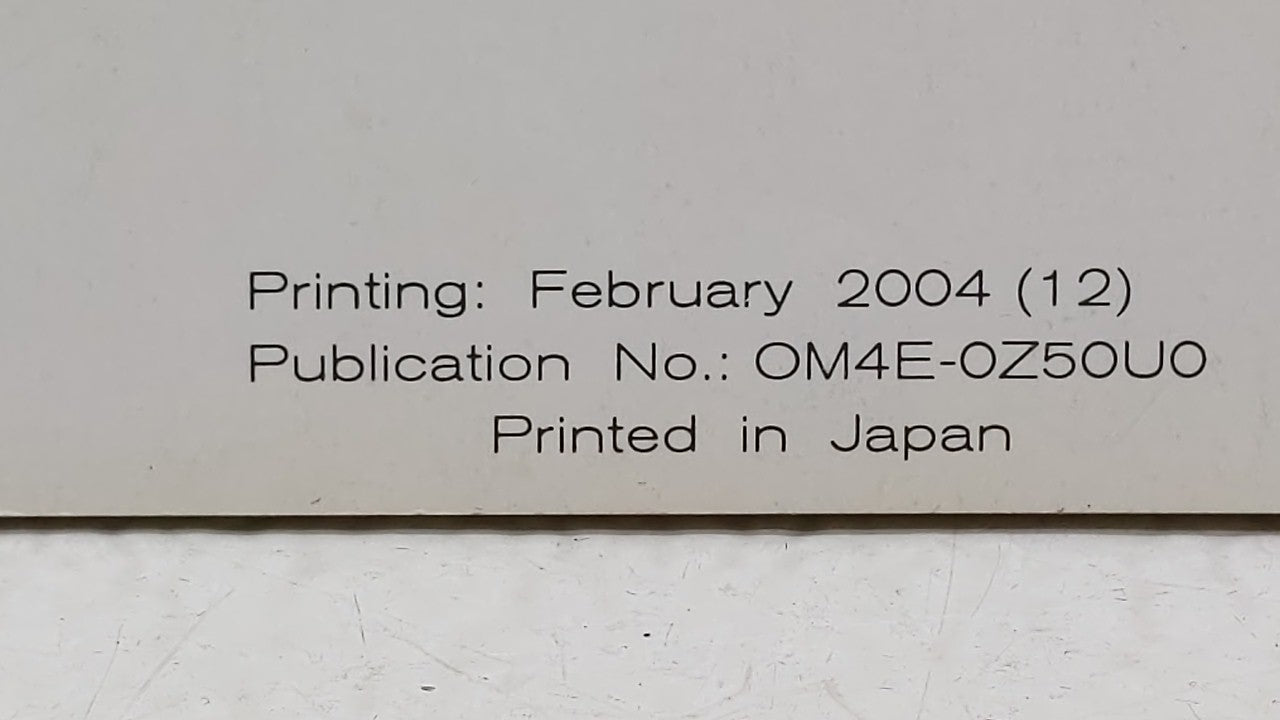 Printing: February 2004 (12)
Publication No.: OM4E-0Z50U0
Printed in Japan